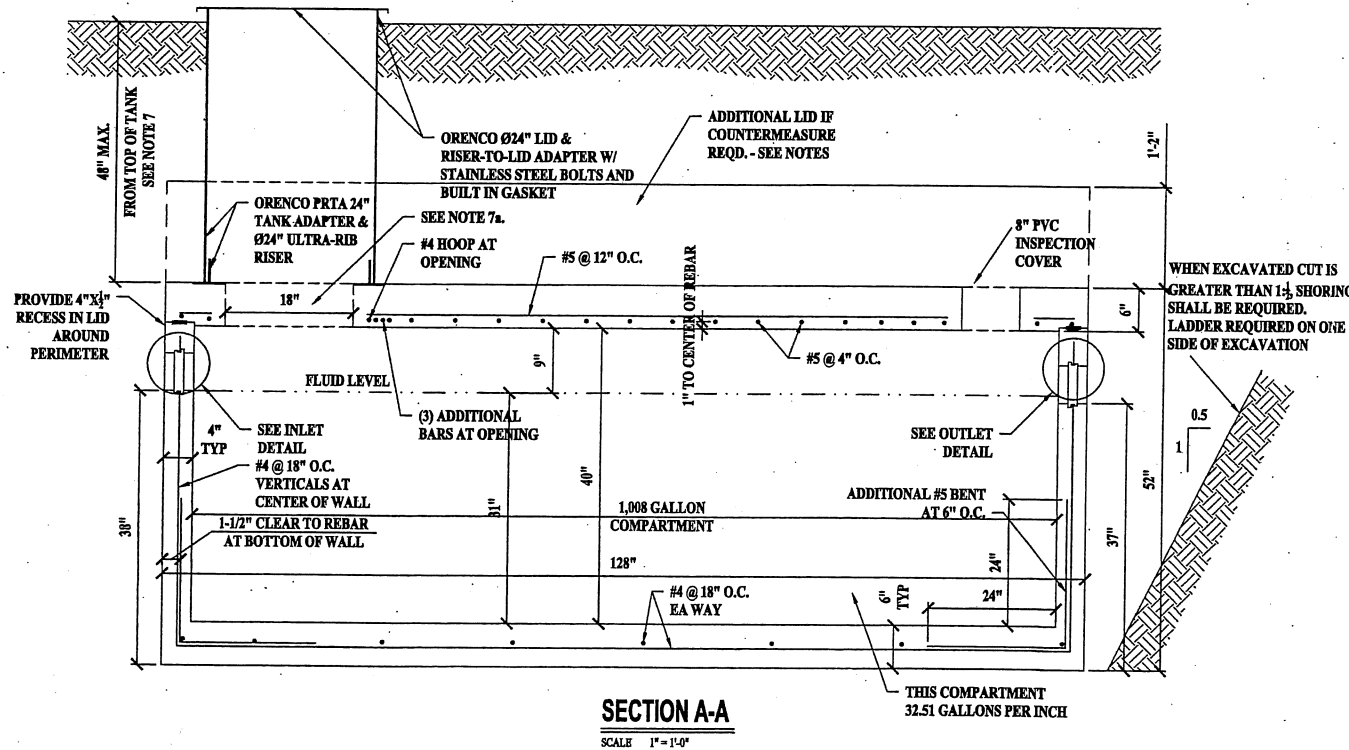 48" MAX.
FROM TOP OF TANK
SEE NOTE 7
ORENCO Ø24" LID &
RISER-TO-LID ADAPTER W/
STAINLESS STEEL BOLTS AND
BUILT IN GASKET
ADDITIONAL LID IF
COUNTERMEASURE
REQD. - SEE NOTES
1'-2"
ORENCO PRTA 24"
TANK ADAPTER &
Ø24" ULTRA-RIB
RISER
SEE NOTE 7a.
#4 HOOP AT
OPENING
#5 @ 12" O.C.
8" PVC
INSPECTION
COVER
WHEN EXCAVATED CUT IS
GREATER THAN 1:½, SHORING
SHALL BE REQUIRED.
LADDER REQUIRED ON ONE
SIDE OF EXCAVATION
PROVIDE 4"X½"
RECESS IN LID
AROUND
PERIMETER
18"
6"
9"
1" TO CENTER OF REBAR
#5 @ 4" O.C.
FLUID LEVEL
(3) ADDITIONAL
BARS AT OPENING
4"
TYP
SEE INLET
DETAIL
SEE OUTLET
DETAIL
0.5
1
#4 @ 18" O.C.
VERTICALS AT
CENTER OF WALL
40"
52"
ADDITIONAL #5 BENT
AT 6" O.C.
1,008 GALLON
COMPARTMENT
1-1/2" CLEAR TO REBAR
AT BOTTOM OF WALL
38"
37"
128"
24"
#4 @ 18" O.C.
EA WAY
6"
TYP
24"
THIS COMPARTMENT
32.51 GALLONS PER INCH
SECTION A-A
SCALE 1" = 1'-0"